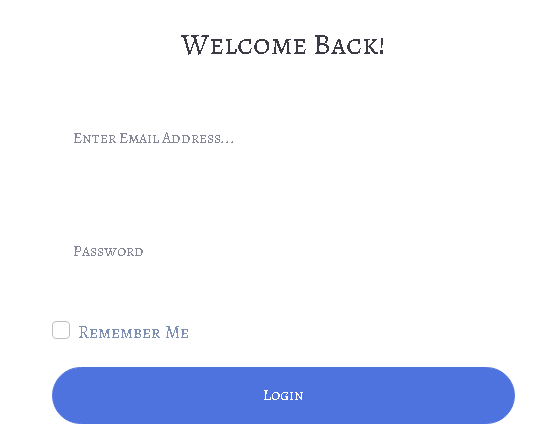 Welcome Back!
Enter Email Address...
Password
Remember Me
Login